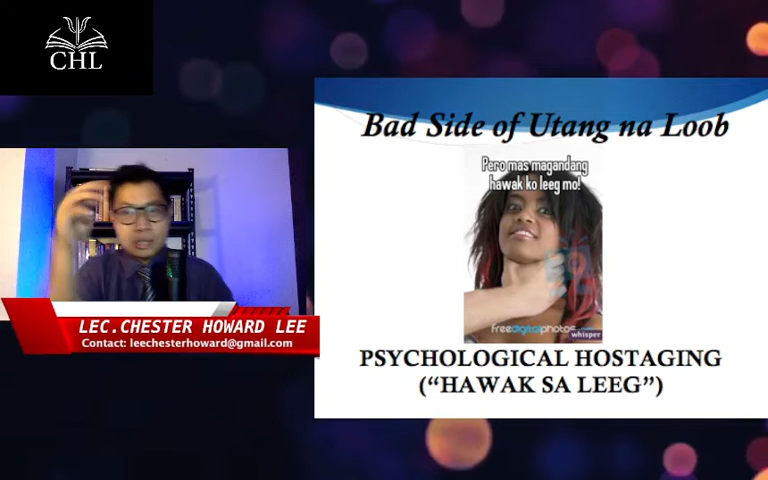 CHL
Bad Side of Utang na Loob
Pero mas magandang
hawak ko leeg mo!
freedigitalphotos
whisper
LEC.CHESTER HOWARD LEE
Contact: leechesterhoward@gmail.com
PSYCHOLOGICAL HOSTAGING
(“HAWAK SA LEEG”)